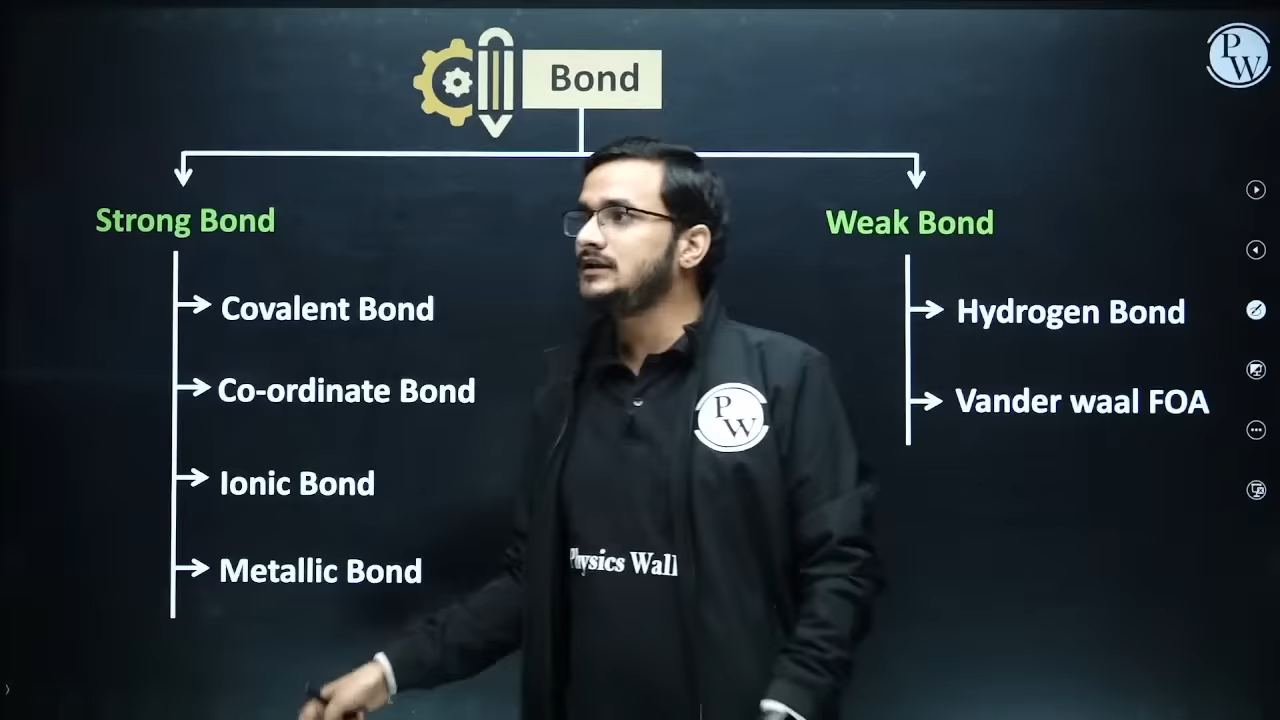 Bond
PW
Strong Bond
Weak Bond
Covalent Bond
Hydrogen Bond
Co-ordinate Bond
Vander waal FOA
Ionic Bond
Metallic Bond
PW
Physics Wall